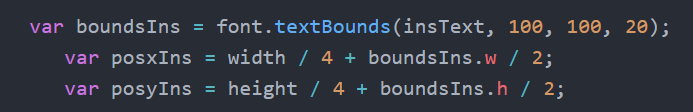 var boundsIns = font.textBounds(insText, 100, 100, 20);
var posxIns = width / 4 + boundsIns.w / 2;
var posyIns = height / 4 + boundsIns.h / 2;